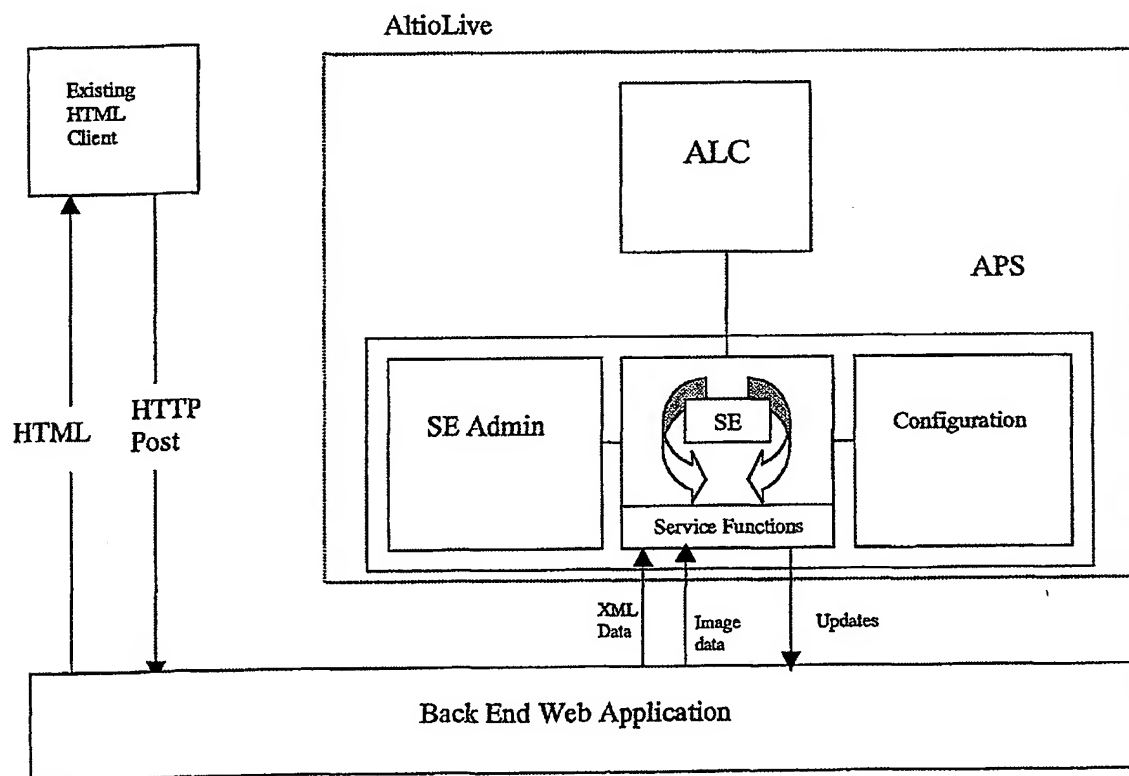 AltioLive
Existing
HTML
Client
ALC
APS
HTML
HTTP
Post
SE Admin
SE
Configuration
Service Functions
XML
Data
Image
data
Updates
Back End Web Application